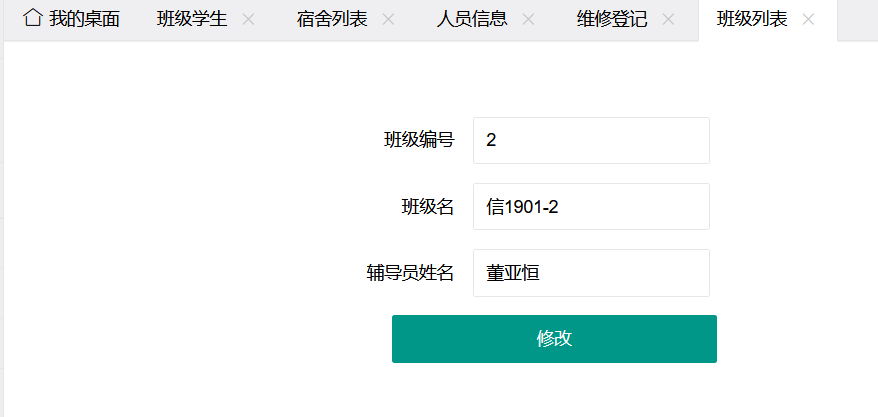 我的桌面 班级学生 宿舍列表 人员信息 维修登记 班级列表
班级编号 2
班级名 信1901-2
辅导员姓名 董亚恒
修改